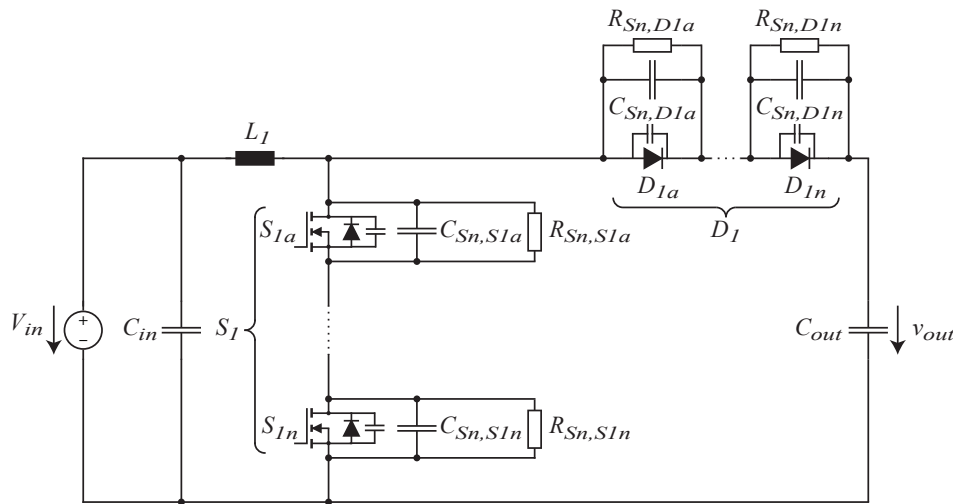 R_{Sn,D1a}
R_{Sn,D1n}
C_{Sn,D1a}
C_{Sn,D1n}
L_1
D_{1a}
D_{1n}
D_1
S_{1a}
C_{Sn,S1a}
R_{Sn,S1a}
V_{in}
+
−
C_{in}
S_1
C_{out}
v_{out}
S_{1n}
C_{Sn,S1n}
R_{Sn,S1n}